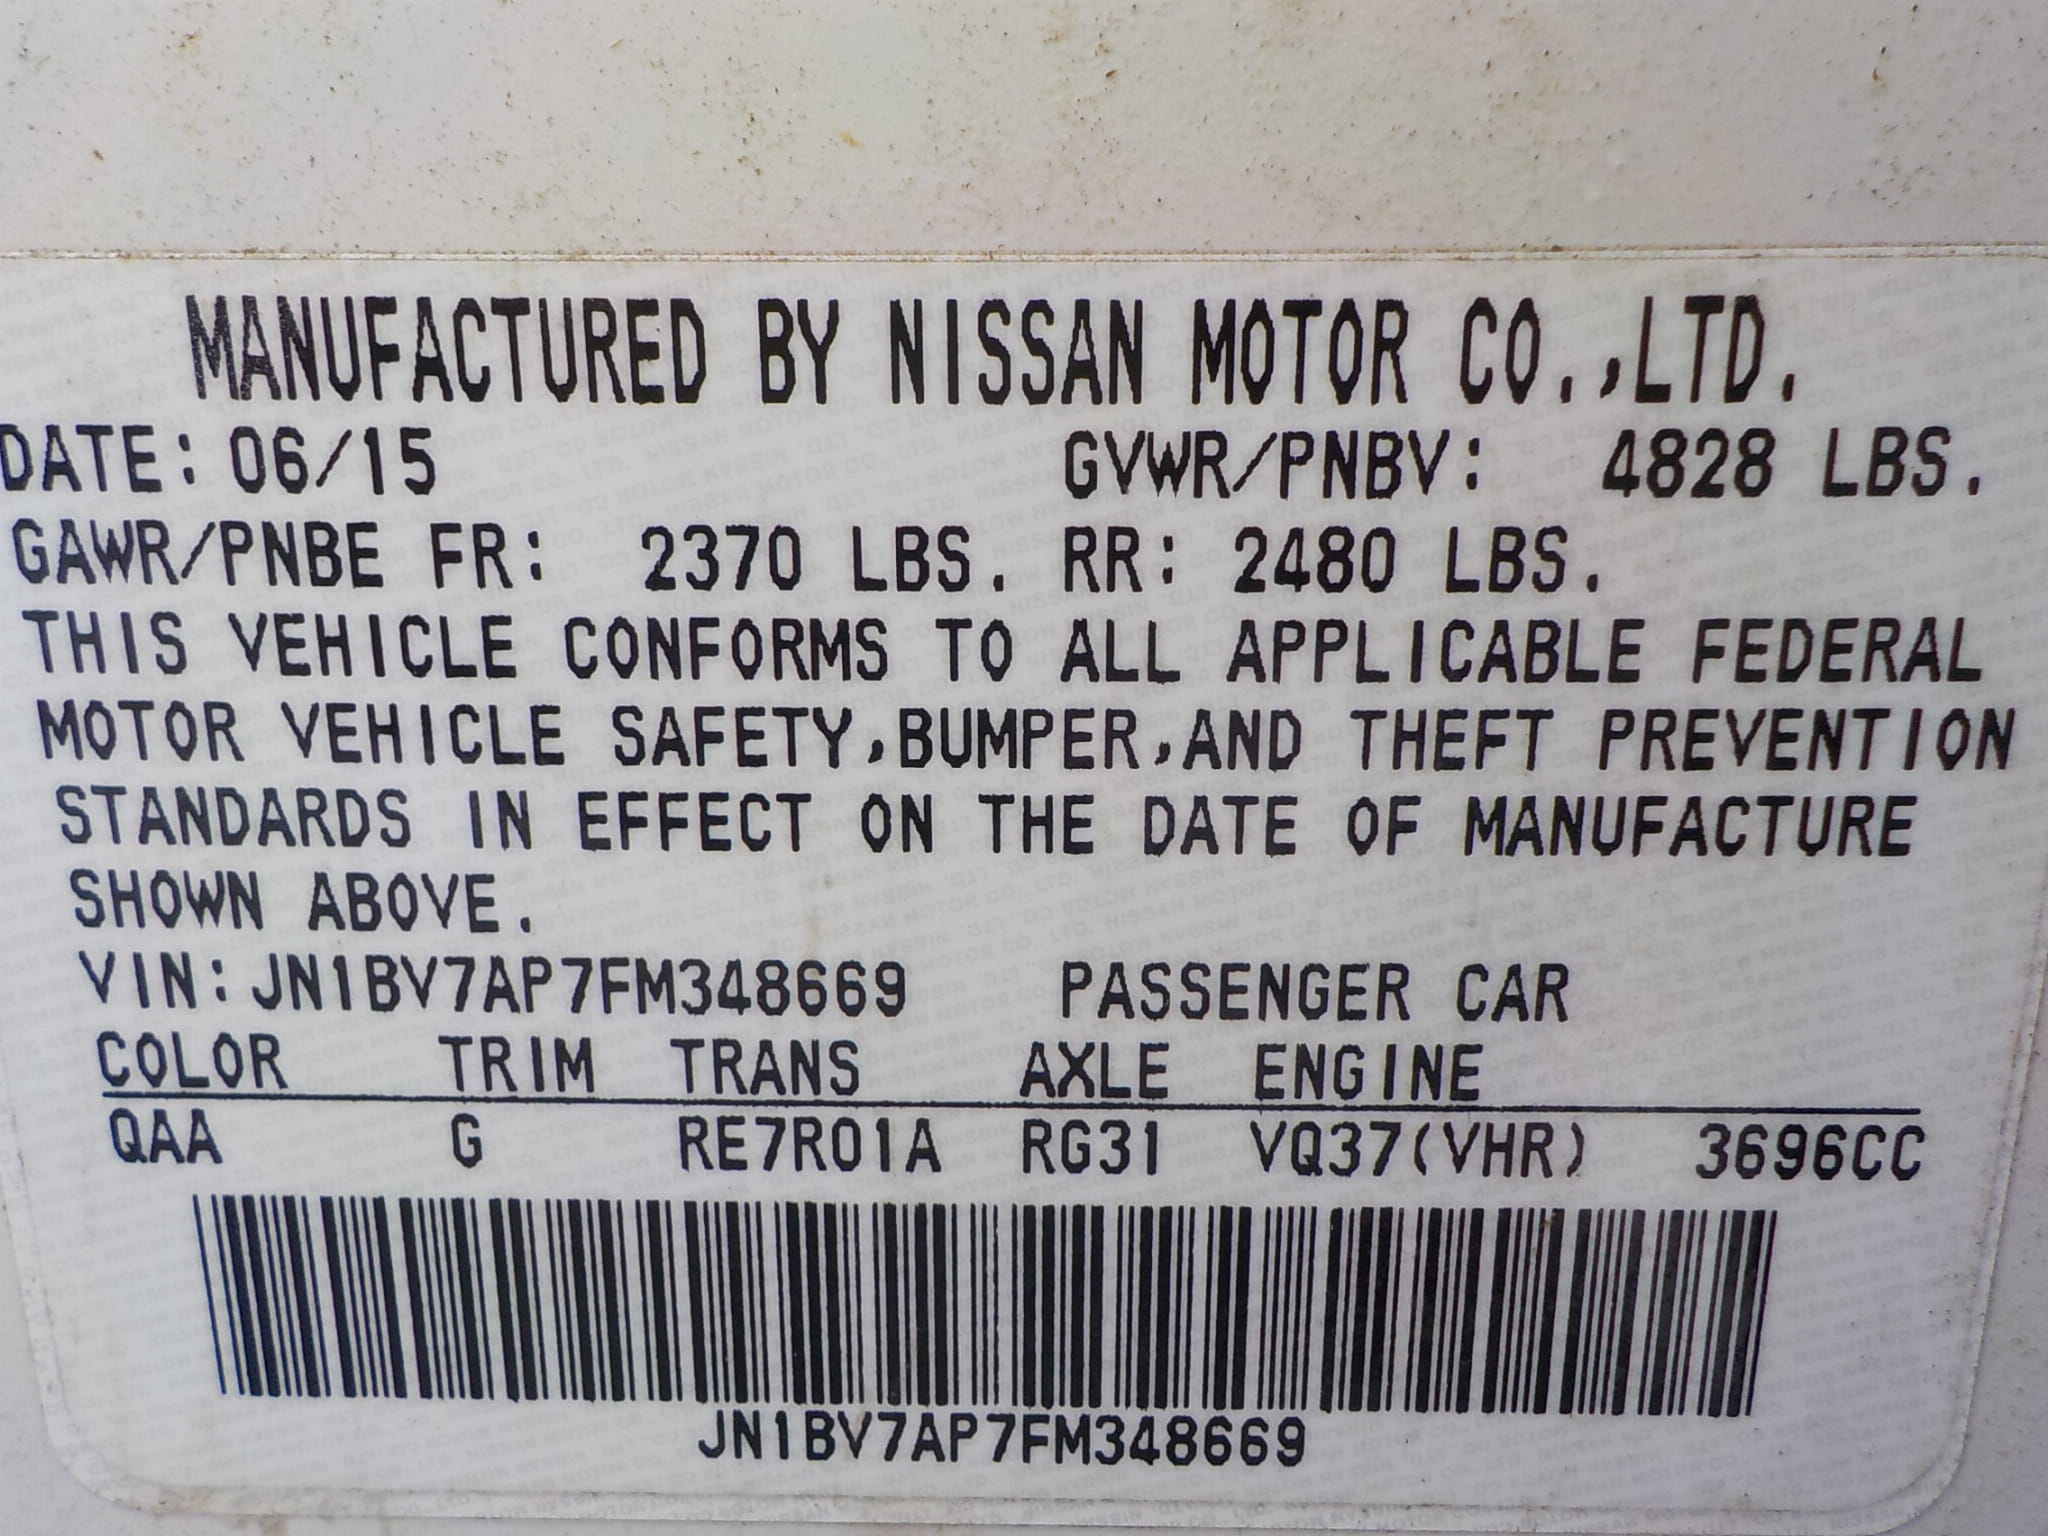 MANUFACTURED BY NISSAN MOTOR CO.,LTD.
DATE: 06/15 GVWR/PNBV: 4828 LBS.
GAWR/PNBE FR: 2370 LBS. RR: 2480 LBS.
THIS VEHICLE CONFORMS TO ALL APPLICABLE FEDERAL
MOTOR VEHICLE SAFETY,BUMPER,AND THEFT PREVENTION
STANDARDS IN EFFECT ON THE DATE OF MANUFACTURE
SHOWN ABOVE.
VIN:JN1BV7AP7FM348669 PASSENGER CAR
COLOR TRIM TRANS AXLE ENGINE
QAA G RE7R01A RG31 VQ37(VHR) 3696CC
JN1BV7AP7FM348669